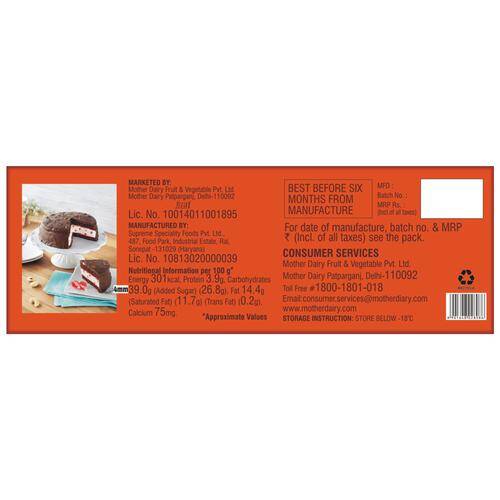 MARKETED BY:
Mother Dairy Fruit & Vegetable Pvt. Ltd.
Mother Dairy Patparganj, Delhi-110092
fssai
Lic. No. 10014011001895
MANUFACTURED BY:
Supreme Speciality Foods Pvt. Ltd.,
487, Food Park, Industrial Estate, Rai,
Sonepat -131029 (Haryana)
Lic. No. 10813020000039
Nutritional Information per 100 g*
Energy 301kcal, Protein 3.9g, Carbohydrates
39.0g (Added Sugar) (26.8g), Fat 14.4g
(Saturated Fat) (11.7g) (Trans Fat) (0.2g),
Calcium 75mg.
*Approximate Values
4mm
BEST BEFORE SIX
MONTHS FROM
MANUFACTURE
MFD :
Batch No. :
MRP Rs.
(Incl. of all taxes)
For date of manufacture, batch no. & MRP
₹ (Incl. of all taxes) see the pack.
CONSUMER SERVICES
Mother Dairy Fruit & Vegetable Pvt. Ltd.
Mother Dairy Patparganj, Delhi-110092
Toll Free #1800-1801-018
Email:consumer.services@motherdiary.com
www.motherdairy.com
STORAGE INSTRUCTION: STORE BELOW -18°C